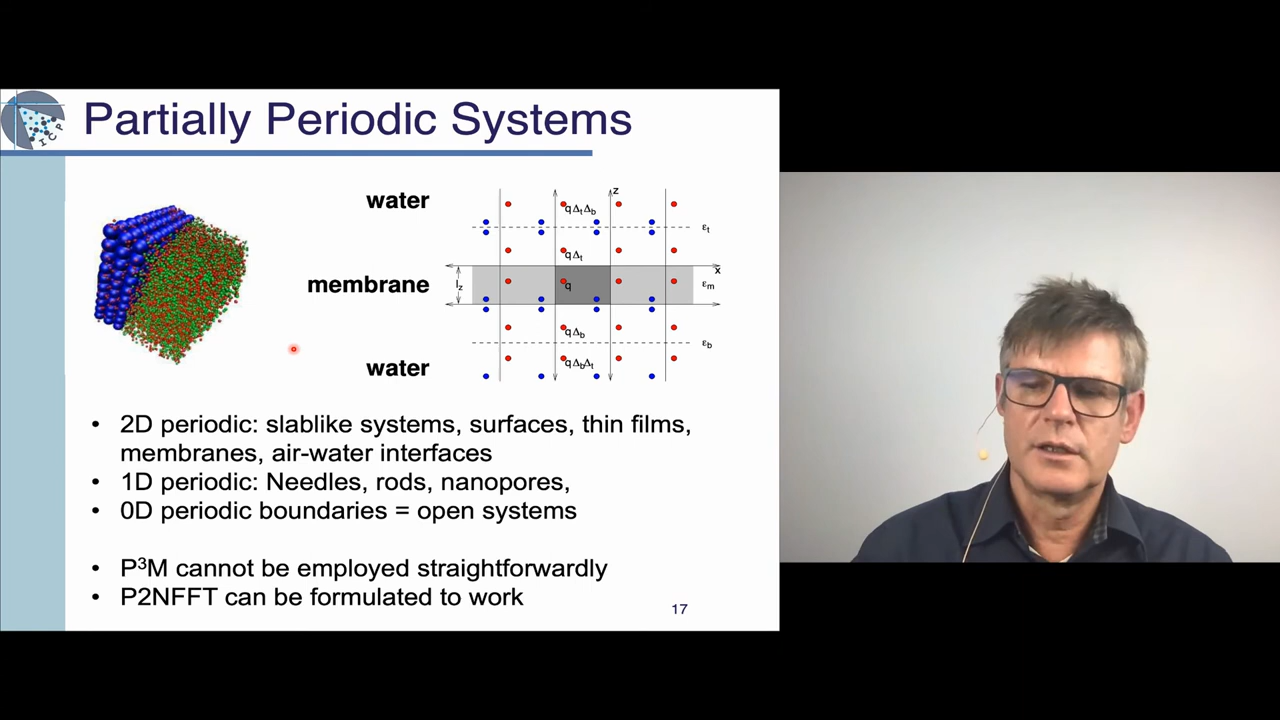 ICP
Partially Periodic Systems
water
membrane
water
z
qΔtΔb
εt
qΔt
x
lz
q
εm
qΔb
εb
qΔbΔt
• 2D periodic: slablike systems, surfaces, thin films,
membranes, air-water interfaces
• 1D periodic: Needles, rods, nanopores,
• 0D periodic boundaries = open systems
• P³M cannot be employed straightforwardly
• P2NFFT can be formulated to work
17